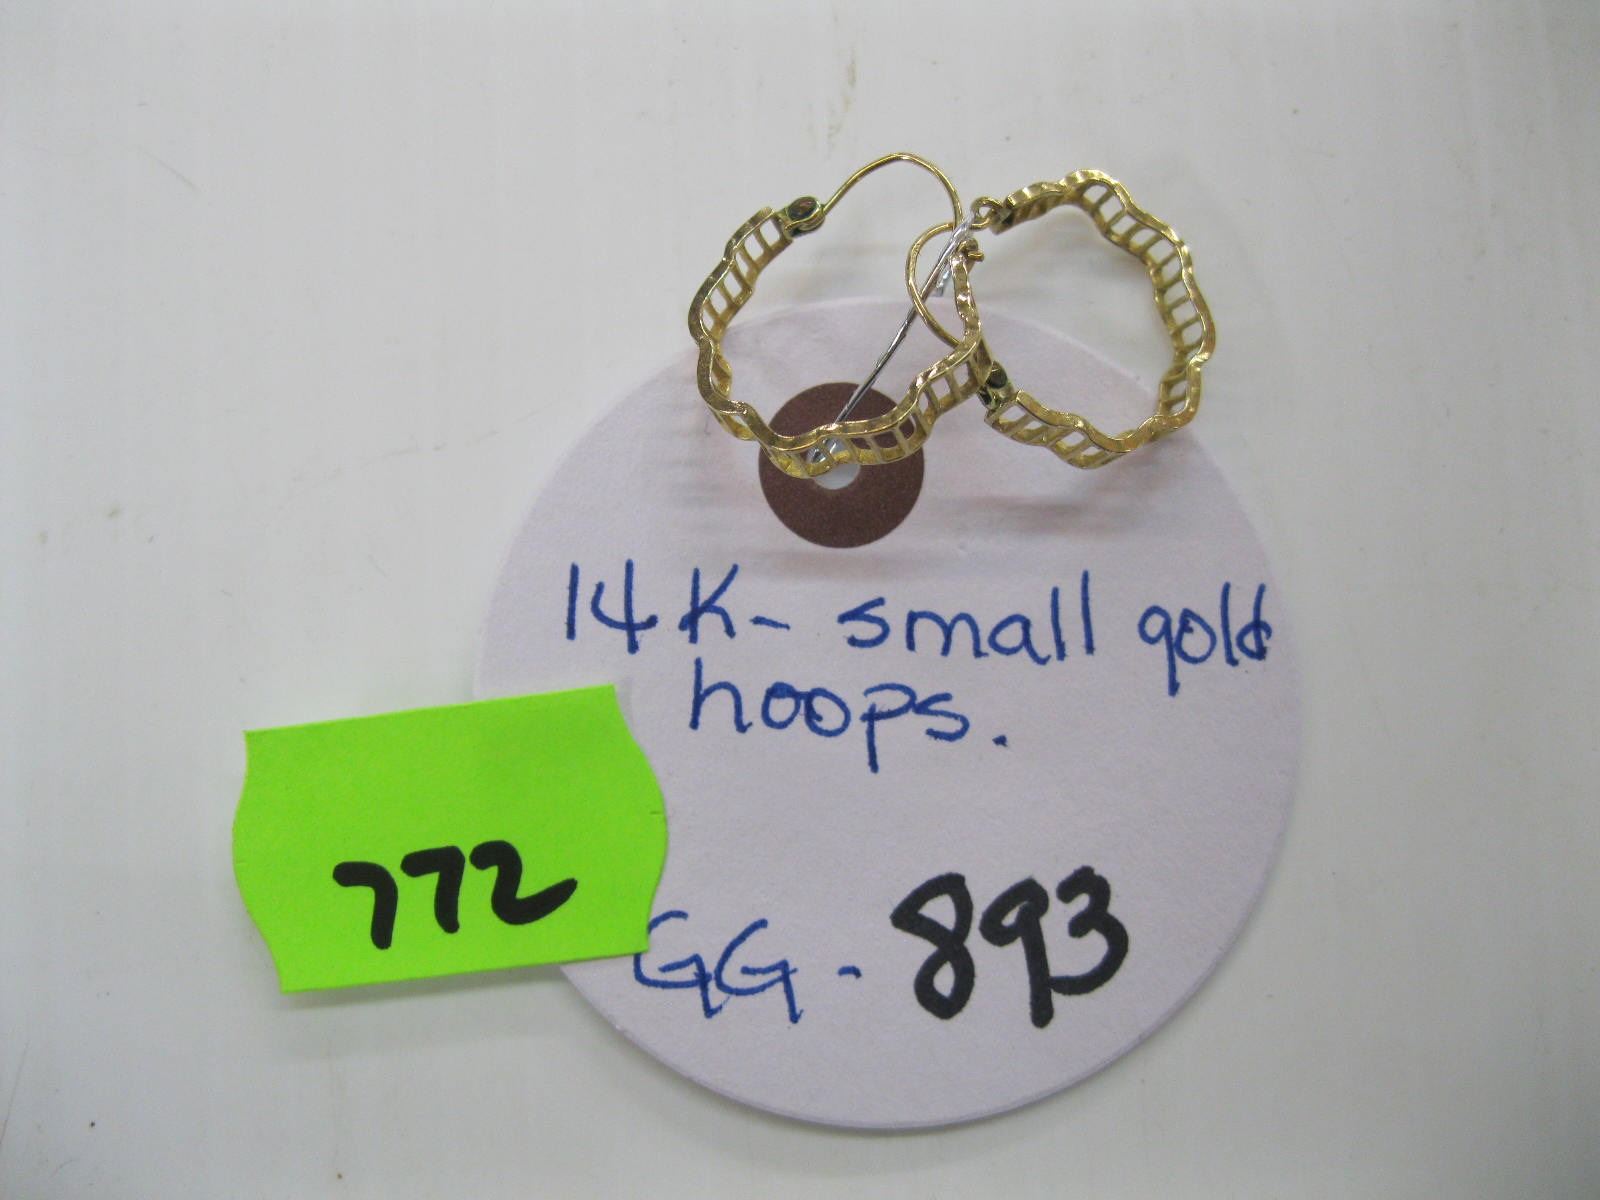 14K- small gold
hoops.
772
GG - 893